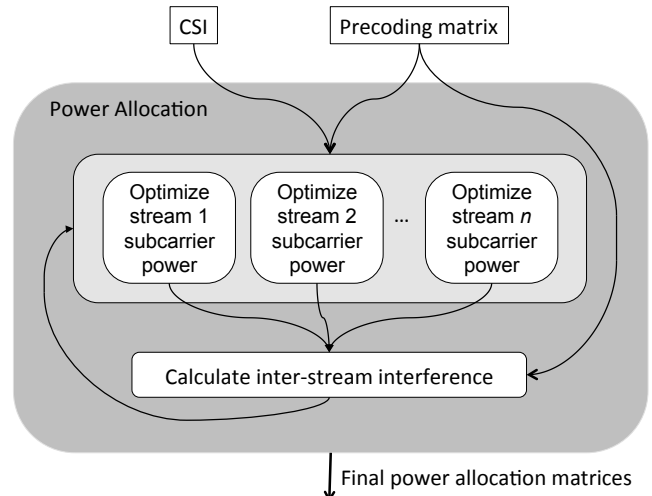 CSI
Precoding matrix
Power Allocation
Optimize
stream 1
subcarrier
power
Optimize
stream 2
subcarrier
power
...
Optimize
stream n
subcarrier
power
Calculate inter-stream interference
Final power allocation matrices